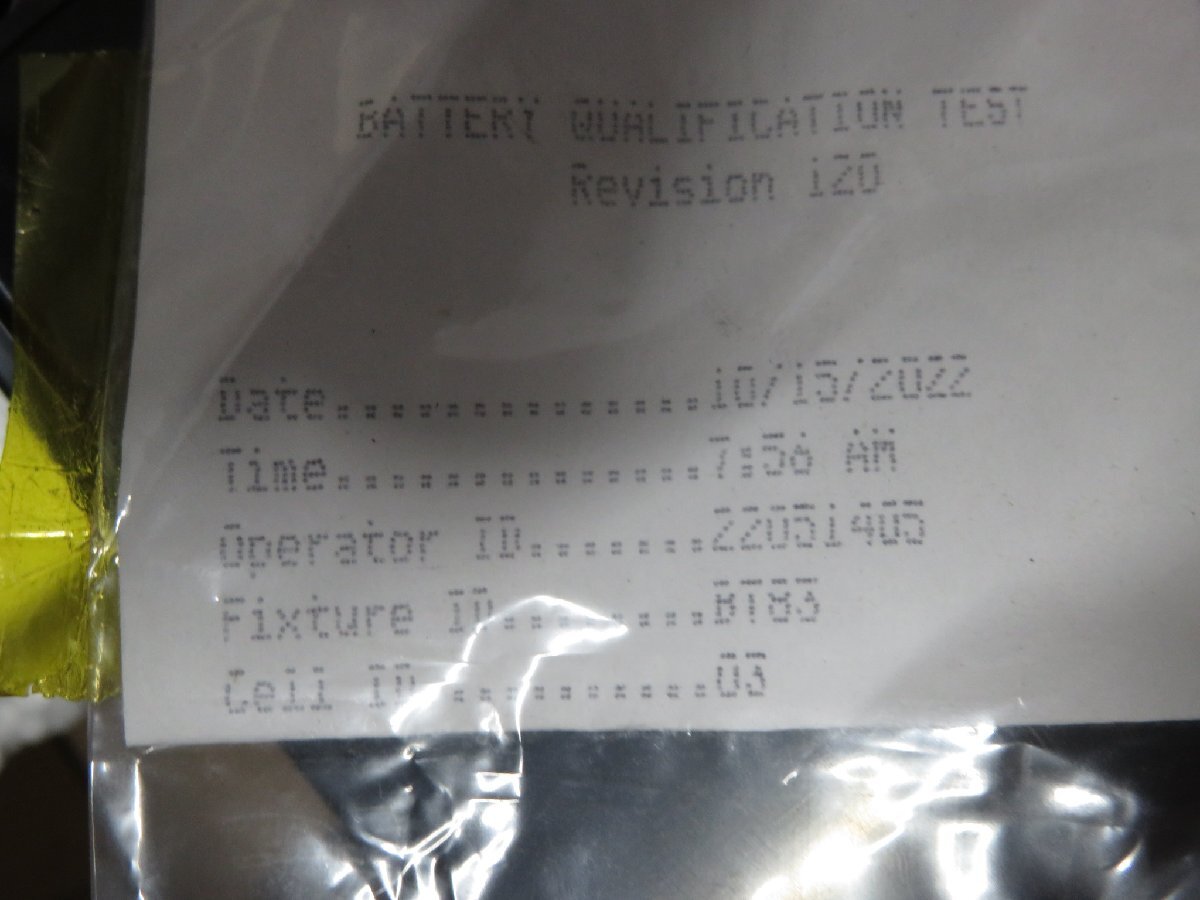 BATTERY QUALIFICATION TEST
Revision 120
Date..............10/15/2022
Time..............7:56 AM
Operator ID.......22051405
Fixture ID........BT83
Cell ID ..........03